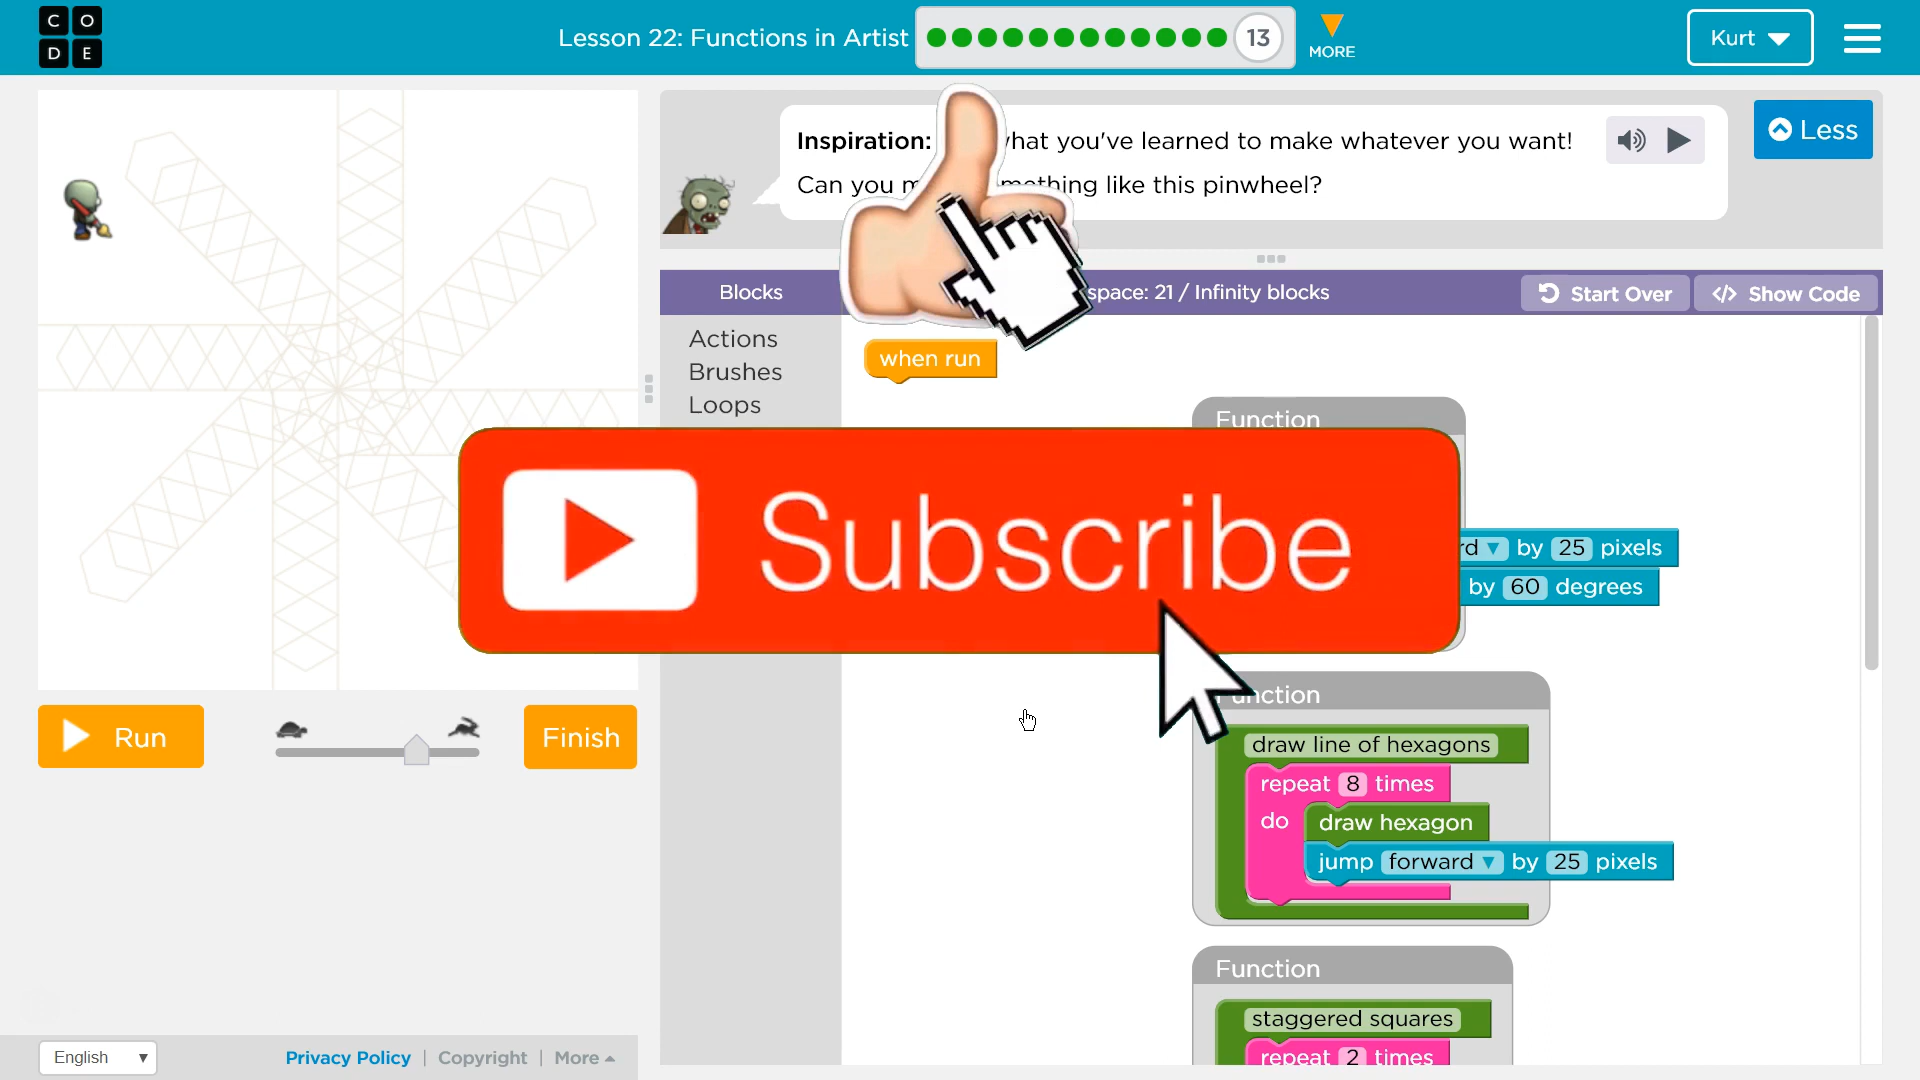 C O
D E
Lesson 22: Functions in Artist
13
MORE
Kurt
Inspiration: hat you've learned to make whatever you want!
Can you m mething like this pinwheel?
Less
Blocks
space: 21 / Infinity blocks
Start Over
</> Show Code
Actions
Brushes
Loops
when run
Function
Subscribe
rd by 25 pixels
by 60 degrees
unction
draw line of hexagons
repeat 8 times
do draw hexagon
jump forward by 25 pixels
Function
staggered squares
repeat 2 times
Run
Finish
English
Privacy Policy | Copyright | More